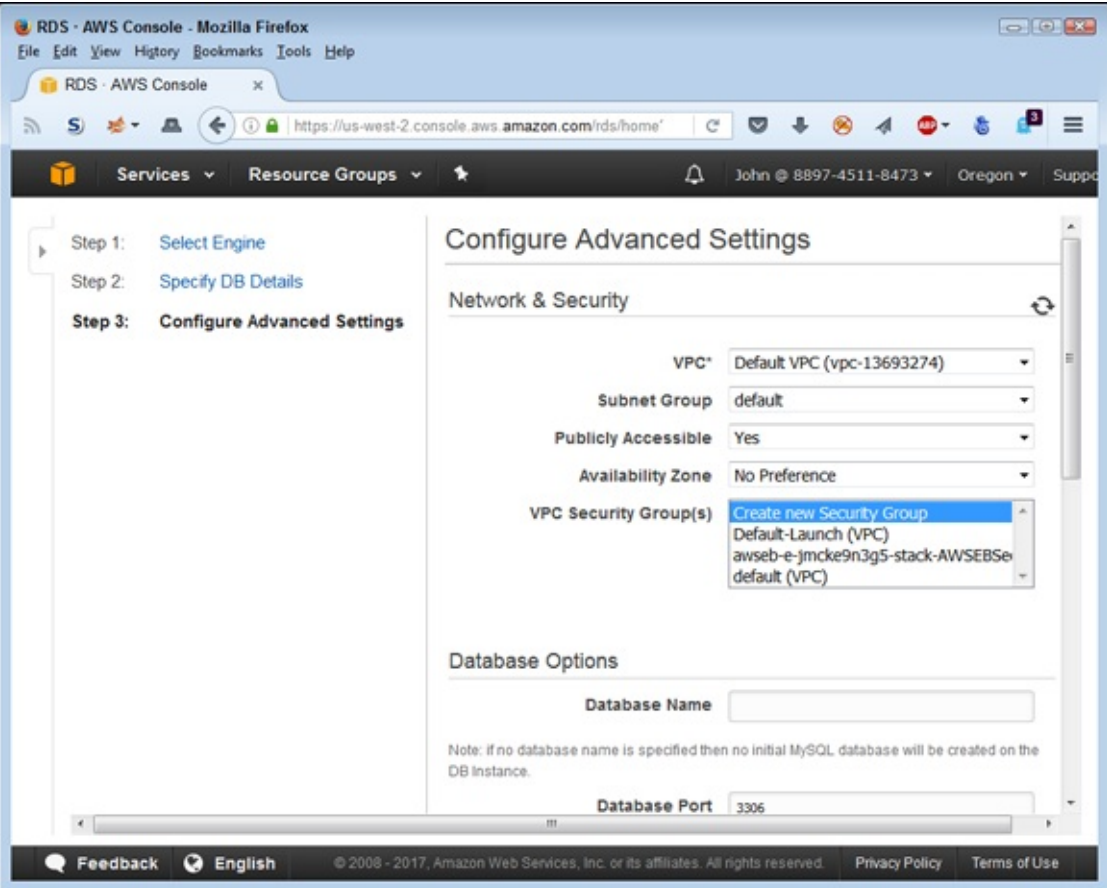 RDS · AWS Console - Mozilla Firefox
File Edit View History Bookmarks Tools Help
RDS · AWS Console ×
https://us-west-2.console.aws.amazon.com/rds/home'
3
Services Resource Groups John @ 8897-4511-8473 Oregon Suppo
Step 1: Select Engine
Step 2: Specify DB Details
Step 3: Configure Advanced Settings
Configure Advanced Settings
Network & Security
VPC* Default VPC (vpc-13693274)
Subnet Group default
Publicly Accessible Yes
Availability Zone No Preference
VPC Security Group(s) Create new Security Group
Default-Launch (VPC)
awseb-e-jmcke9n3g5-stack-AWSEBSe
default (VPC)
Database Options
Database Name
Note: if no database name is specified then no initial MySQL database will be created on the
DB Instance.
Database Port 3306
Feedback English © 2008 - 2017, Amazon Web Services, Inc. or its affiliates. All rights reserved. Privacy Policy Terms of Use